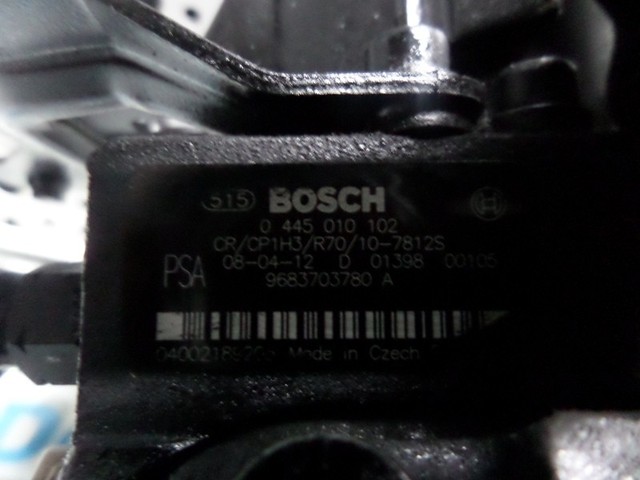 515 BOSCH
0 445 010 102
CR/CP1H3/R70/10-7812S
PSA 08-04-12 D 01398 00105
9683703780 A
Made in Czech